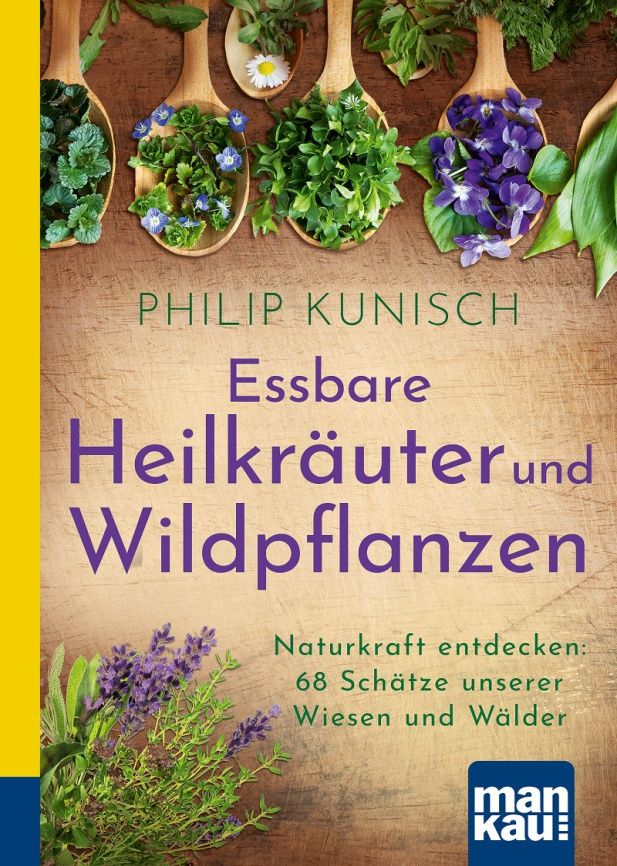 PHILIP KUNISCH
Essbare
Heilkräuter und
Wildpflanzen
Naturkraft entdecken:
68 Schätze unserer
Wiesen und Wälder
man
kau!!!